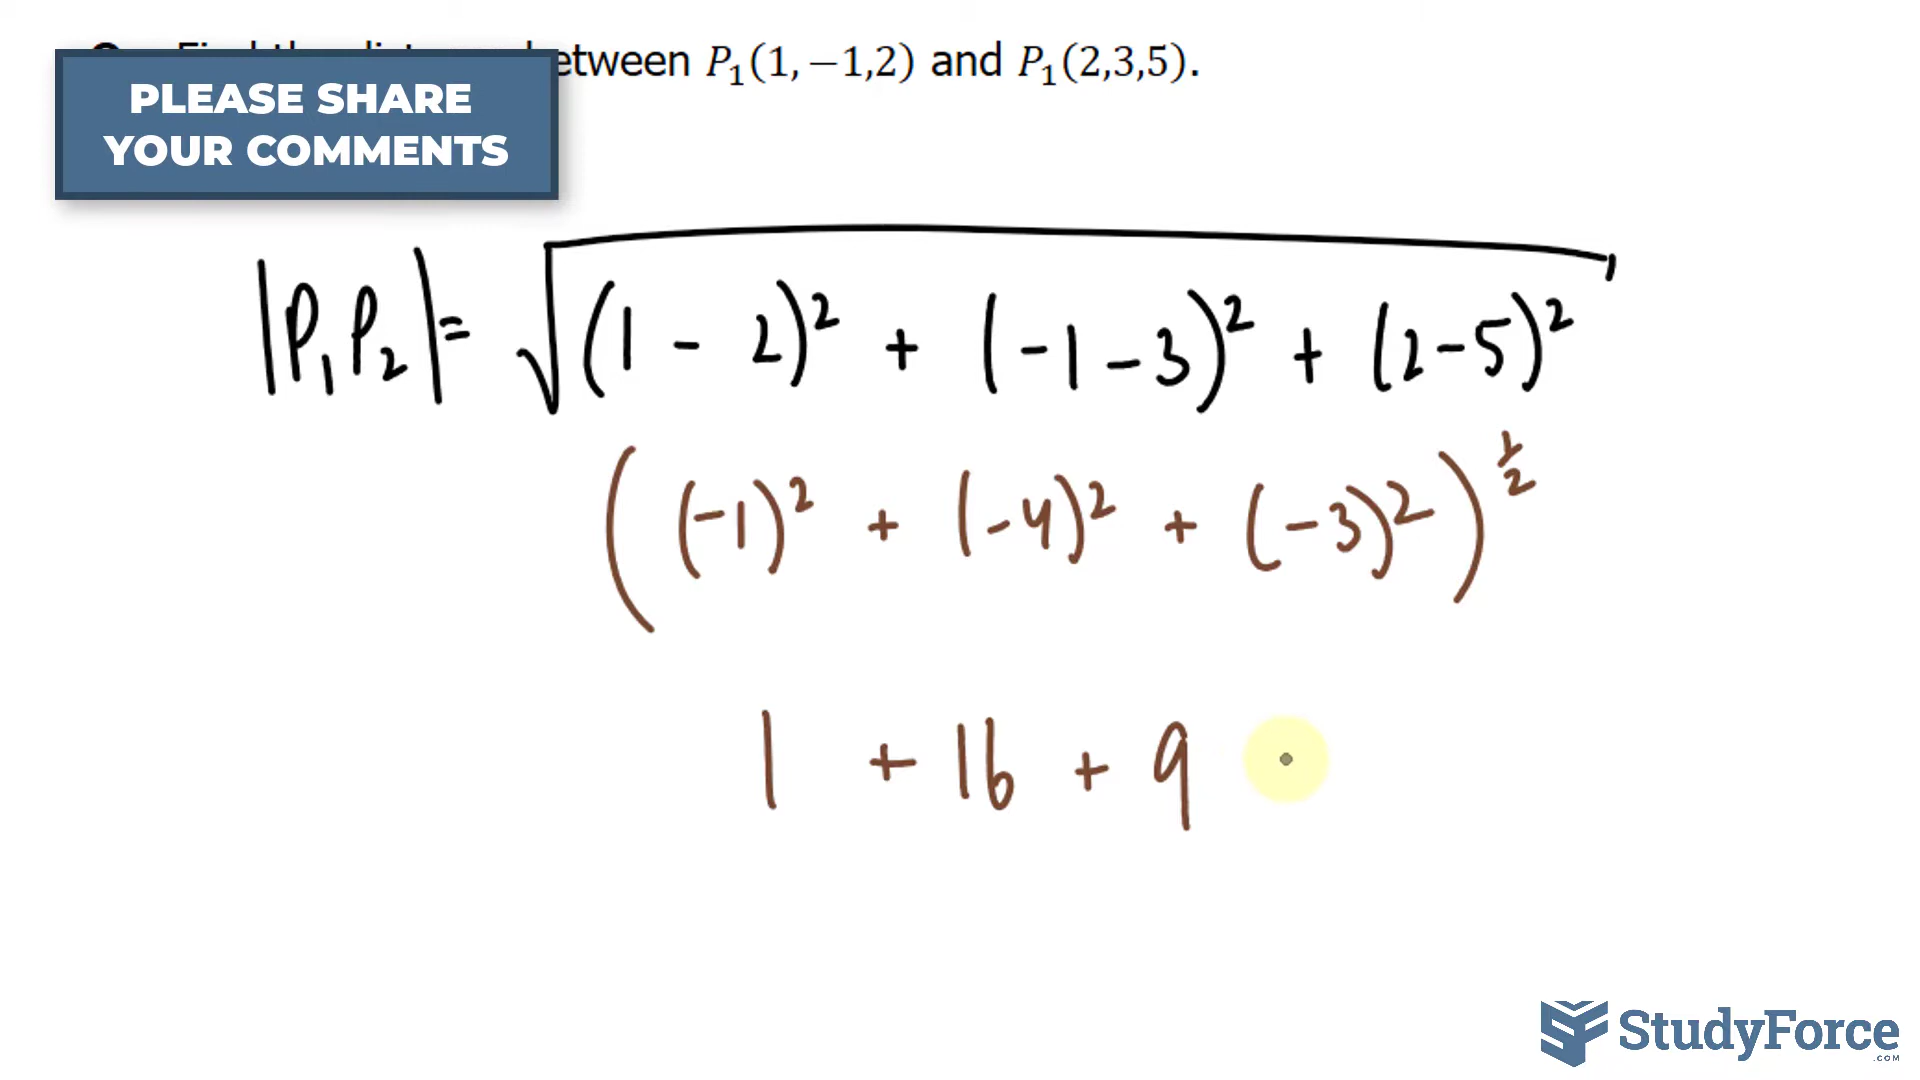 between P₁(1, −1,2) and P₁(2,3,5).
PLEASE SHARE
YOUR COMMENTS
|P₁P₂| = √((1 - 2)² + (-1 - 3)² + (2 - 5)²)
((-1)² + (-4)² + (-3)²)^½
1 + 16 + 9
StudyForce
.COM